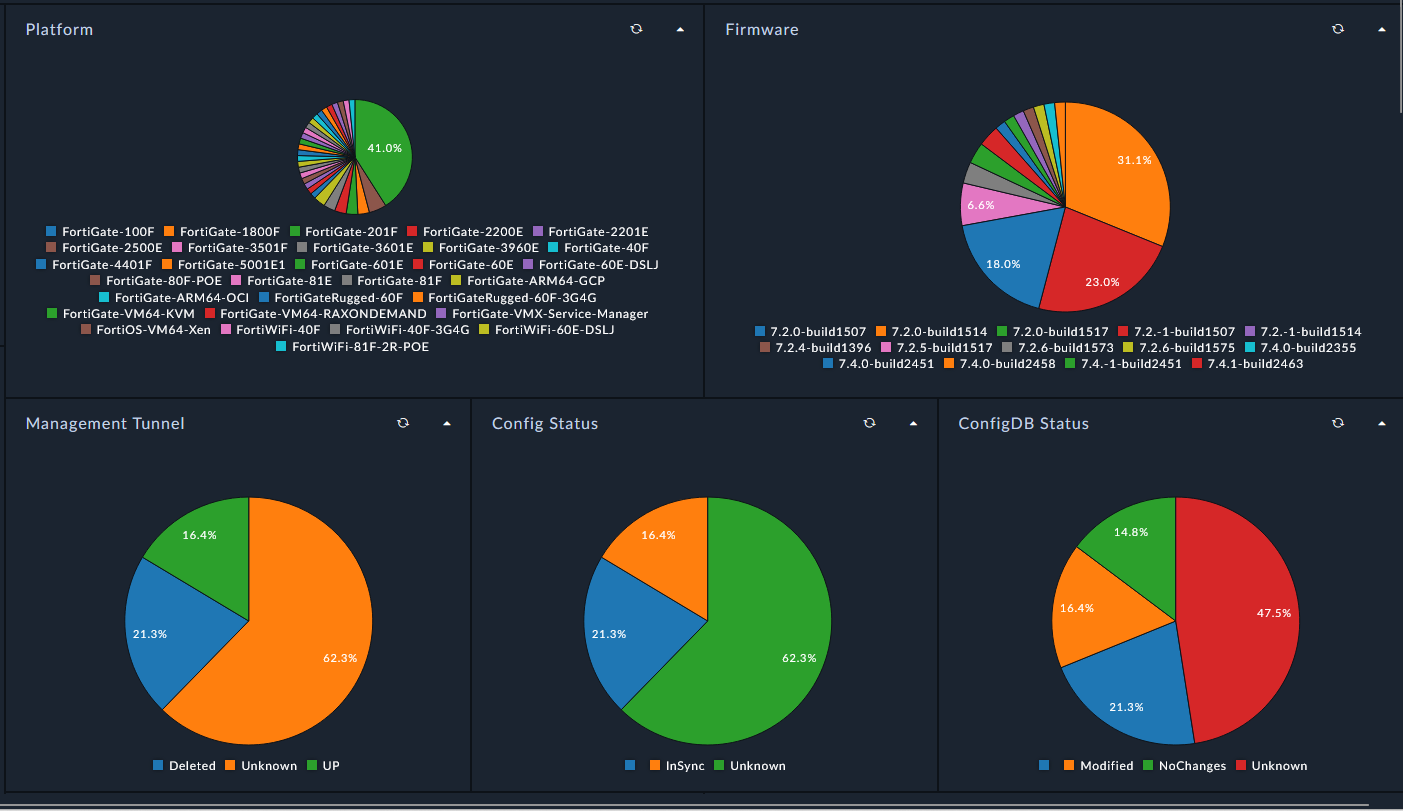 Platform
41.0%
FortiGate-100F FortiGate-1800F FortiGate-201F FortiGate-2200E FortiGate-2201E
FortiGate-2500E FortiGate-3501F FortiGate-3601E FortiGate-3960E FortiGate-40F
FortiGate-4401F FortiGate-5001E1 FortiGate-601E FortiGate-60E FortiGate-60E-DSLJ
FortiGate-80F-POE FortiGate-81E FortiGate-81F FortiGate-ARM64-GCP
FortiGate-ARM64-OCI FortiGateRugged-60F FortiGateRugged-60F-3G4G
FortiGate-VM64-KVM FortiGate-VM64-RAXONDEMAND FortiGate-VMX-Service-Manager
FortiOS-VM64-Xen FortiWiFi-40F FortiWiFi-40F-3G4G FortiWiFi-60E-DSLJ
FortiWiFi-81F-2R-POE
Firmware
31.1%
6.6%
18.0%
23.0%
7.2.0-build1507 7.2.0-build1514 7.2.0-build1517 7.2.-1-build1507 7.2.-1-build1514
7.2.4-build1396 7.2.5-build1517 7.2.6-build1573 7.2.6-build1575 7.4.0-build2355
7.4.0-build2451 7.4.0-build2458 7.4.-1-build2451 7.4.1-build2463
Management Tunnel
16.4%
21.3%
62.3%
Deleted Unknown UP
Config Status
16.4%
21.3%
62.3%
InSync Unknown
ConfigDB Status
14.8%
16.4%
47.5%
21.3%
Modified NoChanges Unknown